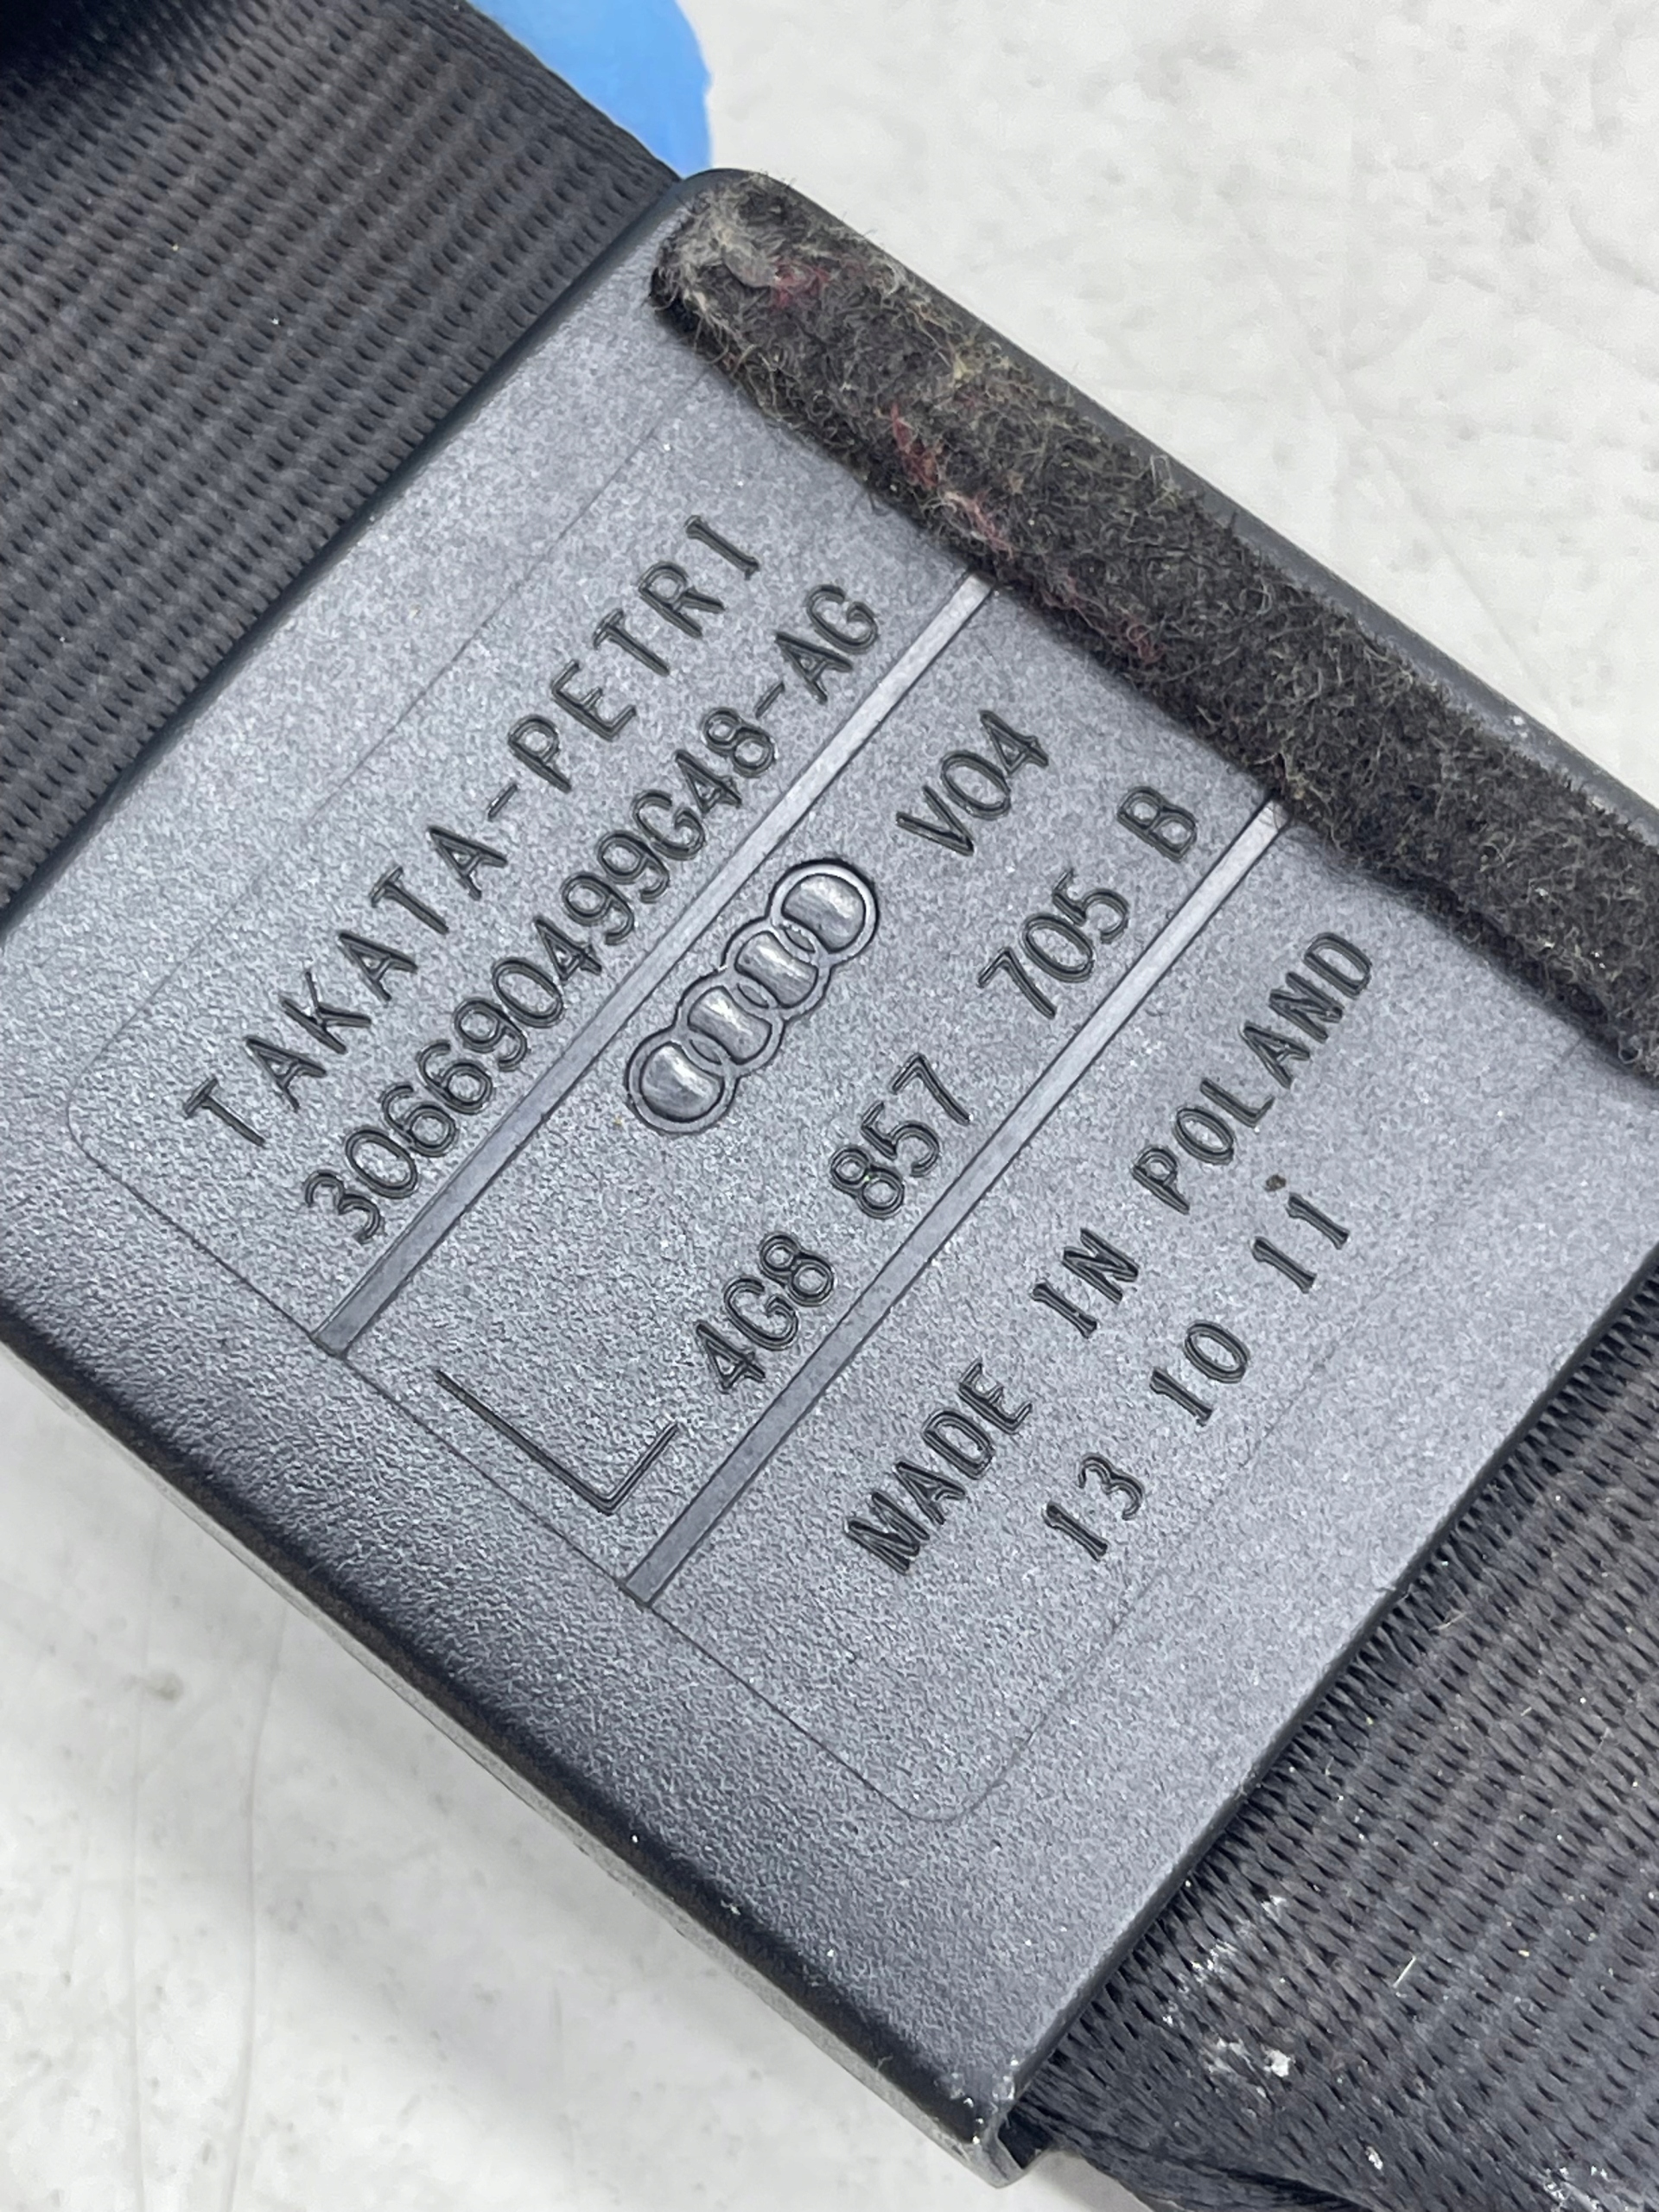 TAKATA-PETRI
306690499G48-AG
V04
L 4G8 857 705 B
MADE IN POLAND
13 10 11